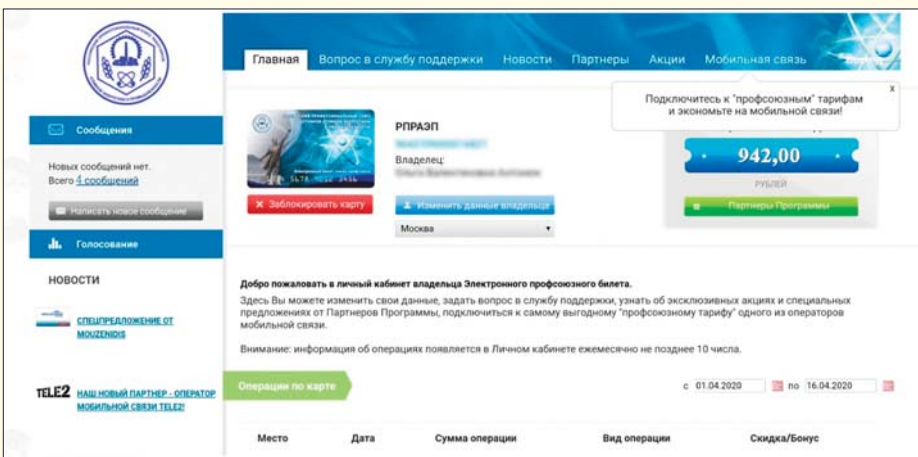 Главная Вопрос в службу поддержки Новости Партнеры Акции Мобильная связь
Подключитесь к "профсоюзным" тарифам
и экономьте на мобильной связи!
x
Сообщения
Новых сообщений нет.
Всего 4 сообщений
Написать новое сообщение
Голосование
НОВОСТИ
СПЕЦПРЕДЛОЖЕНИЕ ОТ
MOUZENIDIS
TELE2
НАШ НОВЫЙ ПАРТНЕР - ОПЕРАТОР
МОБИЛЬНОЙ СВЯЗИ TELE2!
5678 9012 3456
Заблокировать карту
РПРАЭП
Владелец:
Изменить данные владельца
Москва
942,00
РУБЛЕЙ
Партнеры Программы
Добро пожаловать в личный кабинет владельца Электронного профсоюзного билета.
Здесь Вы можете изменить свои данные, задать вопрос в службу поддержки, узнать об эксклюзивных акциях и специальных
предложениях от Партнеров Программы, подключиться к самому выгодному "профсоюзному тарифу" одного из операторов
мобильной связи.
Внимание: информация об операциях появляется в Личном кабинете ежемесячно не позднее 10 числа.
Операции по карте
с 01.04.2020 по 16.04.2020
Место Дата Сумма операции Вид операции Скидка/Бонус